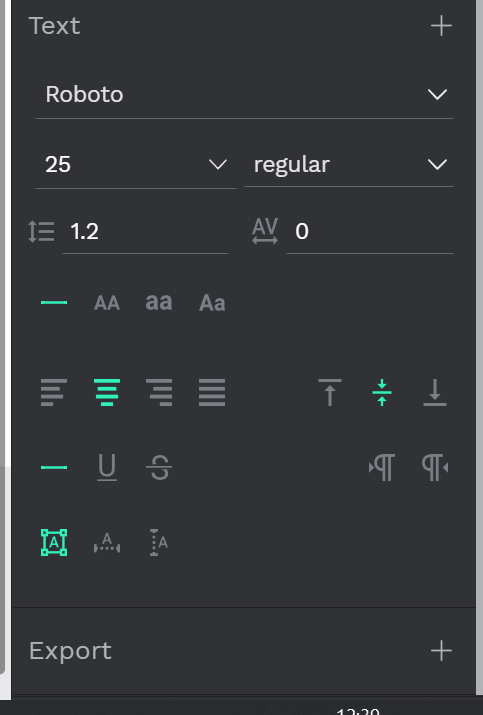 Text
Roboto
25 regular
1.2 AV 0
AA aa Aa
U S
A A A
Export